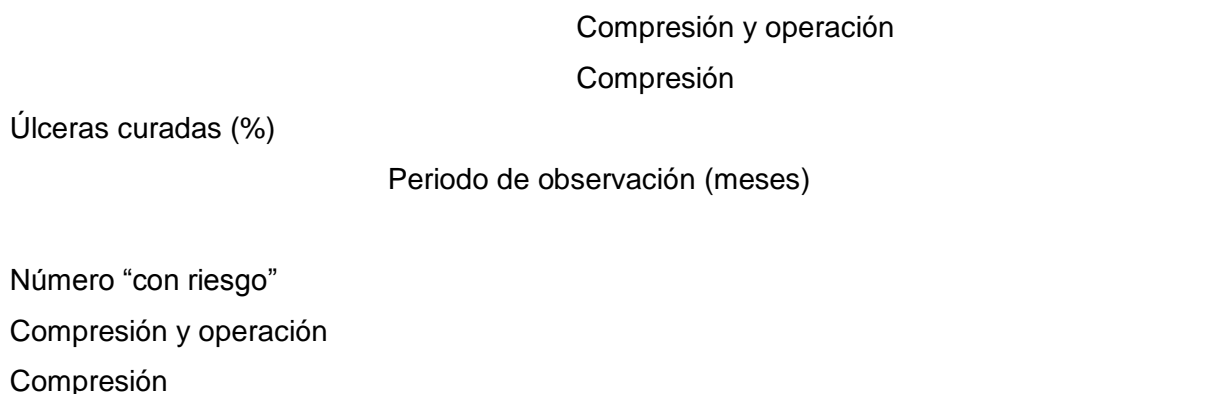 Compresión y operación
Compresión
Úlceras curadas (%)
Periodo de observación (meses)
Número “con riesgo”
Compresión y operación
Compresión